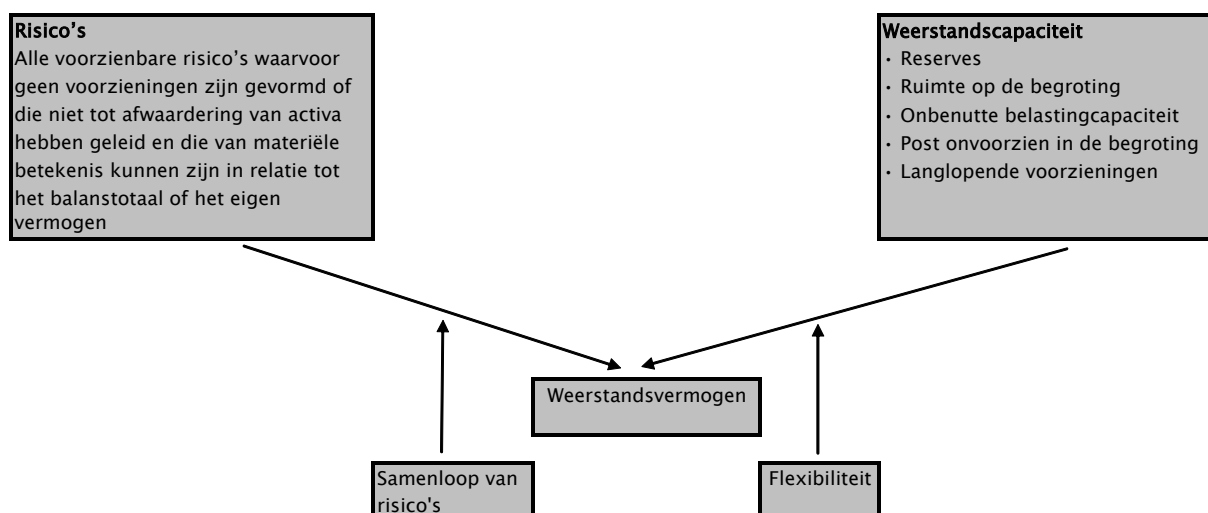 Risico’s
Alle voorzienbare risico’s waarvoor
geen voorzieningen zijn gevormd of
die niet tot afwaardering van activa
hebben geleid en die van materiële
betekenis kunnen zijn in relatie tot
het balanstotaal of het eigen
vermogen
Weerstandscapaciteit
• Reserves
• Ruimte op de begroting
• Onbenutte belastingcapaciteit
• Post onvoorzien in de begroting
• Langlopende voorzieningen
Weerstandsvermogen
Samenloop van
risico's
Flexibiliteit